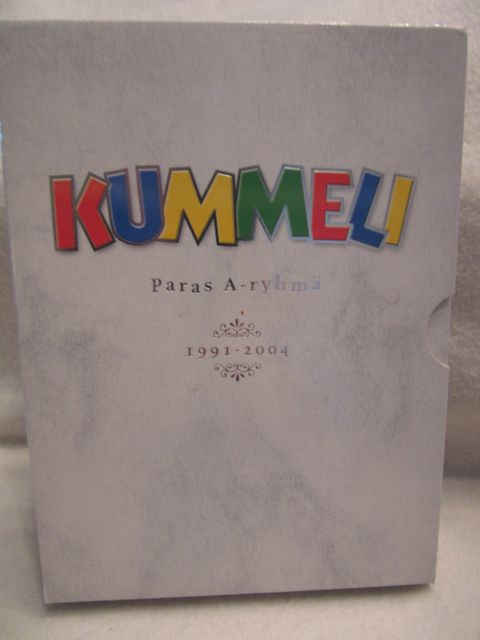 KUMMELI
Paras A-ryhmä
1991-2004